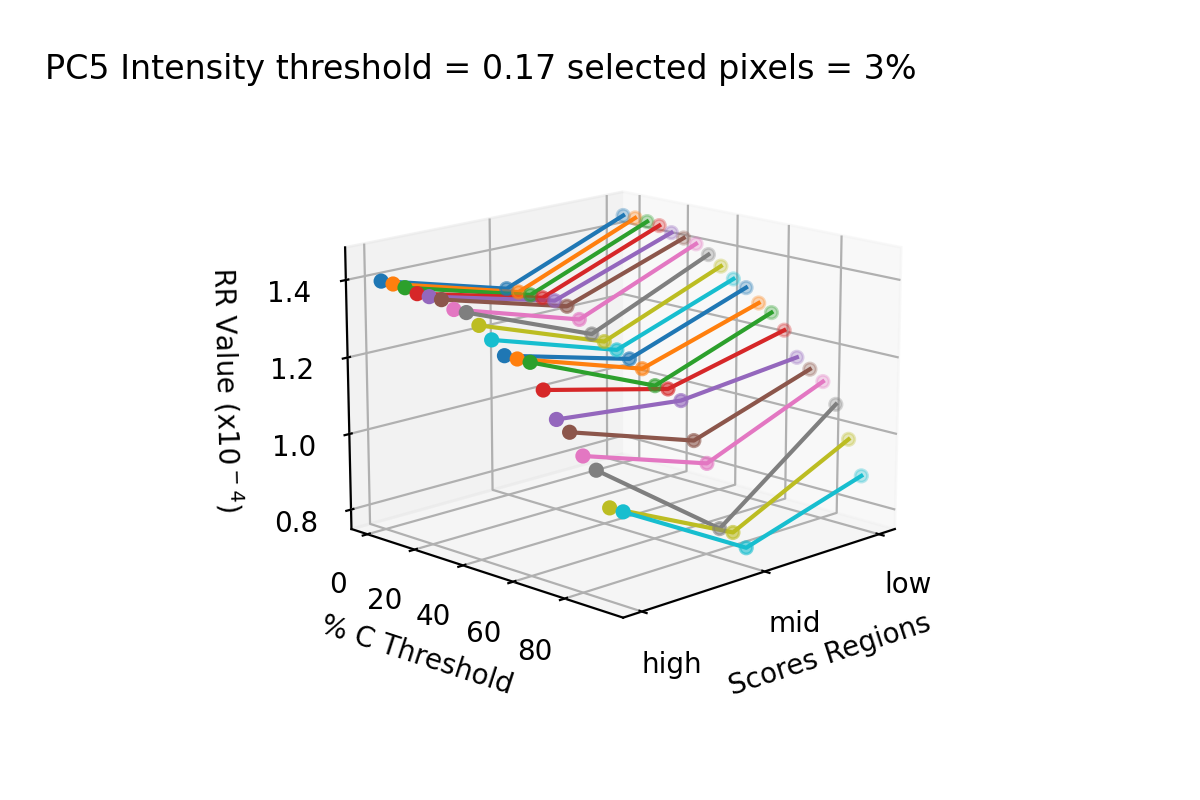 PC5 Intensity threshold = 0.17 selected pixels = 3%
RR Value (x10⁻⁴)
1.4
1.2
1.0
0.8
0
20
40
60
80
% C Threshold
high
mid
low
Scores Regions